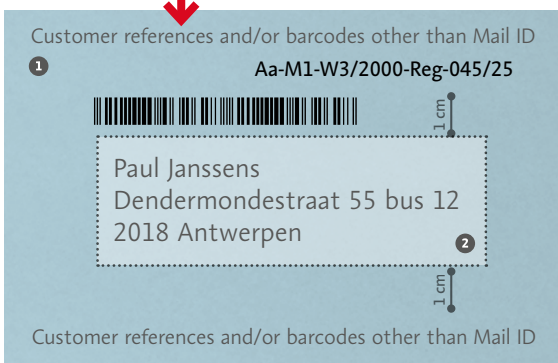 Customer references and/or barcodes other than Mail ID
1
Aa-M1-W3/2000-Reg-045/25
1 cm
Paul Janssens
Dendermondestraat 55 bus 12
2018 Antwerpen
2
1 cm
Customer references and/or barcodes other than Mail ID